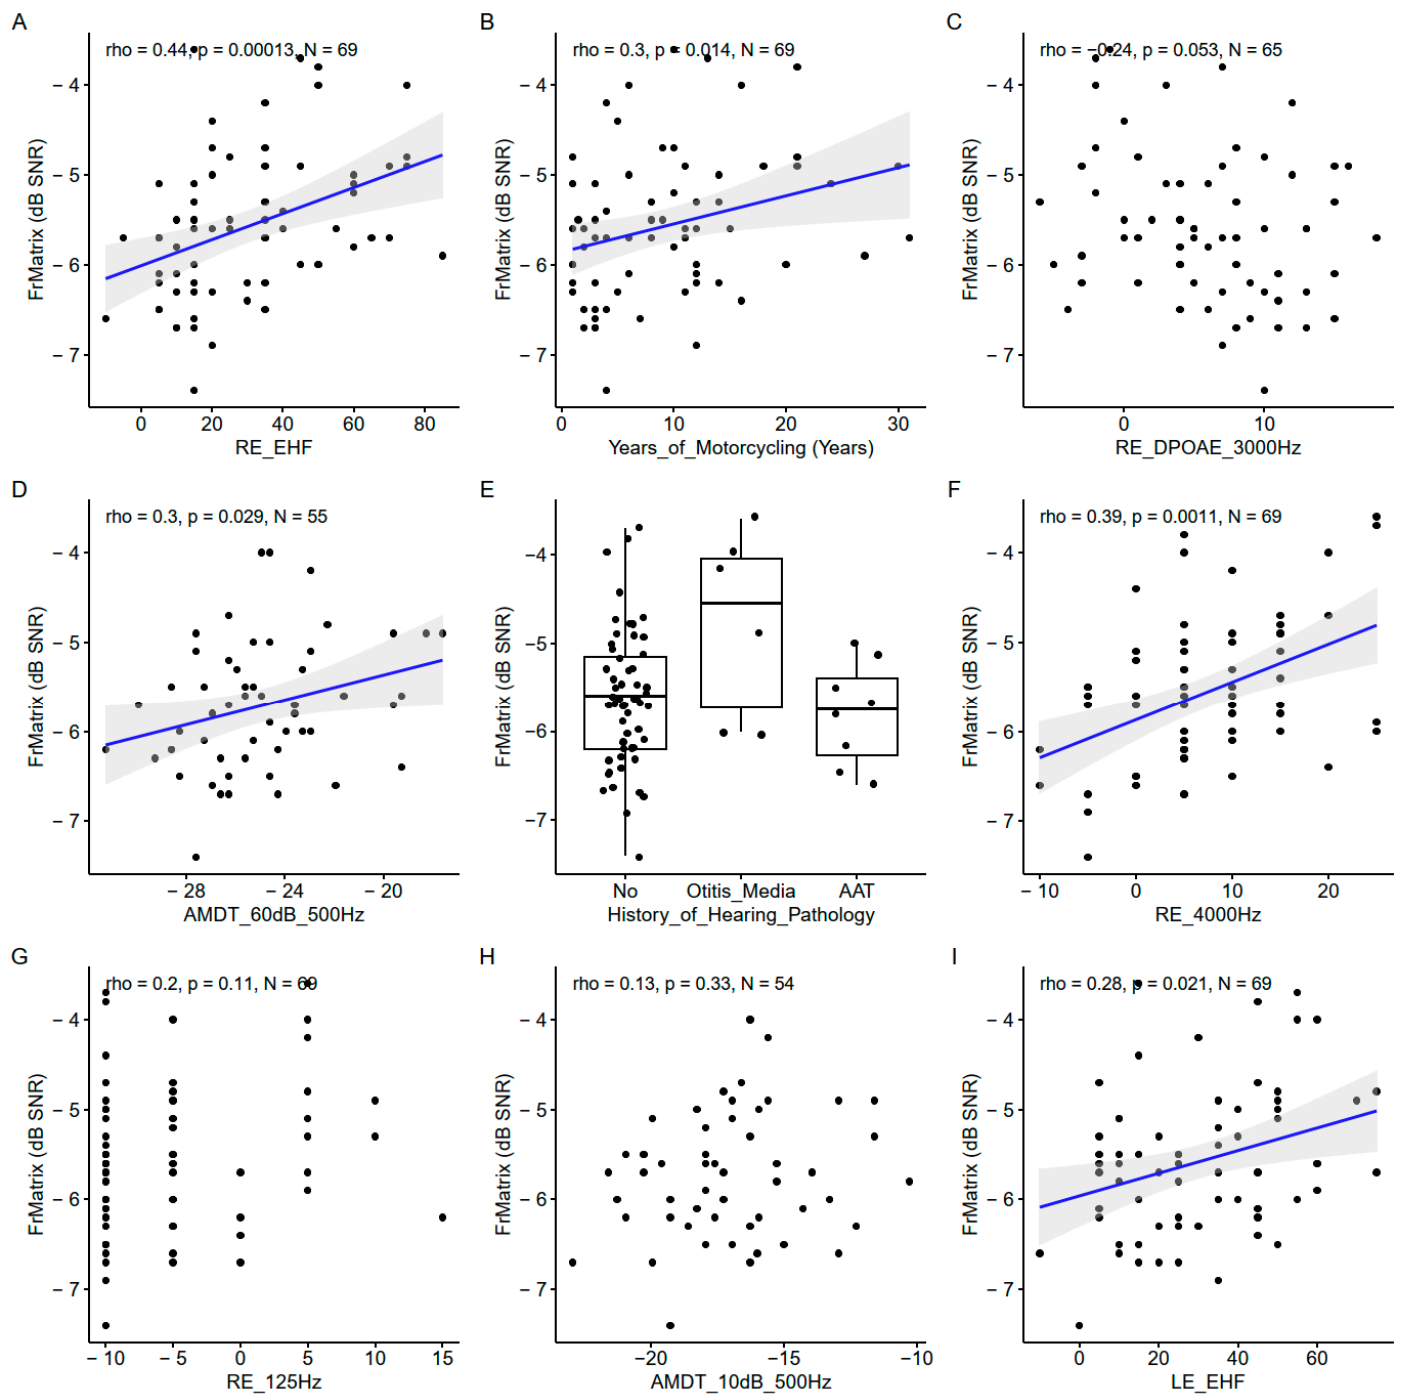 A
rho = 0.44, p = 0.00013, N = 69
− 4
− 5
− 6
− 7
FrMatrix (dB SNR)
0 20 40 60 80
RE_EHF
B
rho = 0.3, p = 0.014, N = 69
− 4
− 5
− 6
− 7
FrMatrix (dB SNR)
0 10 20 30
Years_of_Motorcycling (Years)
C
rho = −0.24, p = 0.053, N = 65
− 4
− 5
− 6
− 7
FrMatrix (dB SNR)
0 10
RE_DPOAE_3000Hz
D
rho = 0.3, p = 0.029, N = 55
− 4
− 5
− 6
− 7
FrMatrix (dB SNR)
− 28 − 24 − 20
AMDT_60dB_500Hz
E
−4
−5
−6
−7
FrMatrix (dB SNR)
No Otitis_Media AAT
History_of_Hearing_Pathology
F
rho = 0.39, p = 0.0011, N = 69
− 4
− 5
− 6
− 7
FrMatrix (dB SNR)
− 10 0 10 20
RE_4000Hz
G
rho = 0.2, p = 0.11, N = 69
− 4
− 5
− 6
− 7
FrMatrix (dB SNR)
− 10 − 5 0 5 10 15
RE_125Hz
H
rho = 0.13, p = 0.33, N = 54
− 4
− 5
− 6
− 7
FrMatrix (dB SNR)
−20 −15 −10
AMDT_10dB_500Hz
I
rho = 0.28, p = 0.021, N = 69
− 4
− 5
− 6
− 7
FrMatrix (dB SNR)
0 20 40 60
LE_EHF